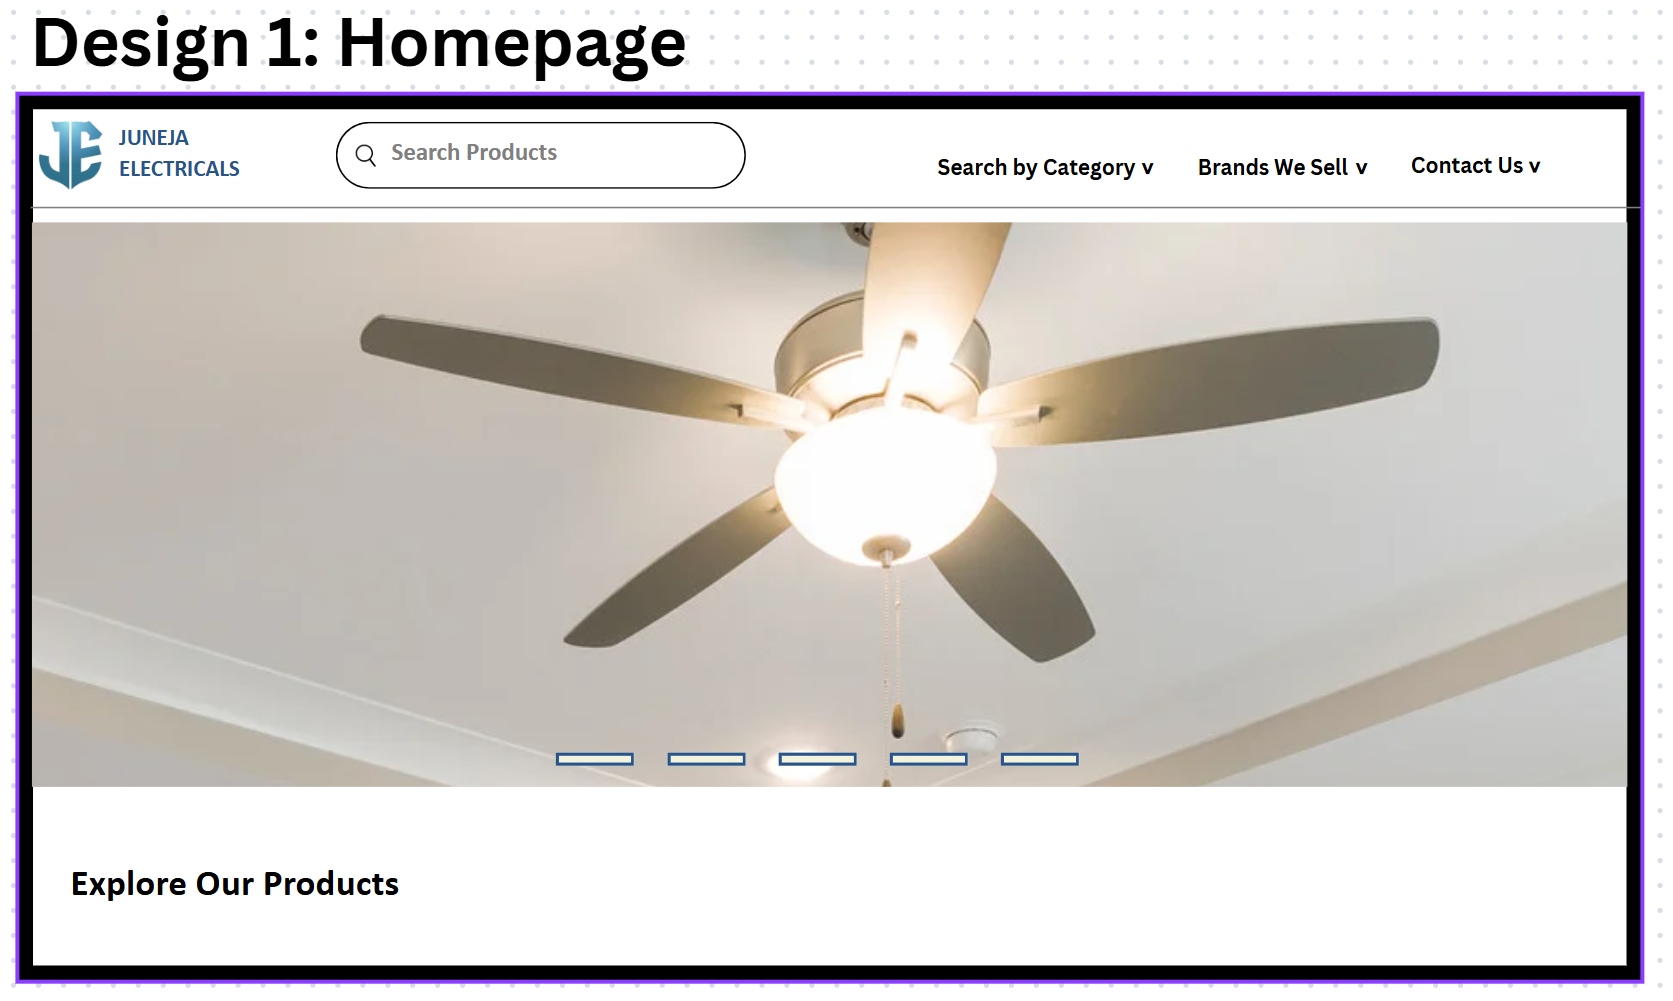 Design 1: Homepage
JE
JUNEJA
ELECTRICALS
Search Products
Search by Category v
Brands We Sell v
Contact Us v
Explore Our Products